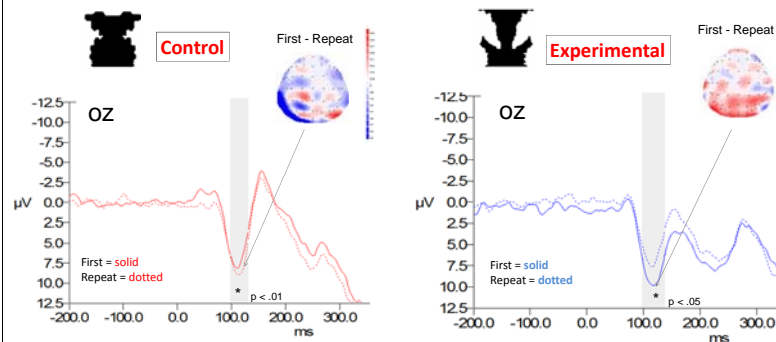 Control
First - Repeat
OZ
-12.5
-10.0
-7.5
-5.0
-2.5
0.0
2.5
5.0
7.5
10.0
12.5
µV
First = solid
Repeat = dotted
*
p < .01
-200.0 -100.0 0.0 100.0 200.0 300.0
ms
Experimental
First - Repeat
OZ
-12.5
-10.0
-7.5
-5.0
-2.5
0.0
2.5
5.0
7.5
10.0
12.5
µV
First = solid
Repeat = dotted
*
p < .05
-200.0 -100.0 0.0 100.0 200.0 300.0
ms